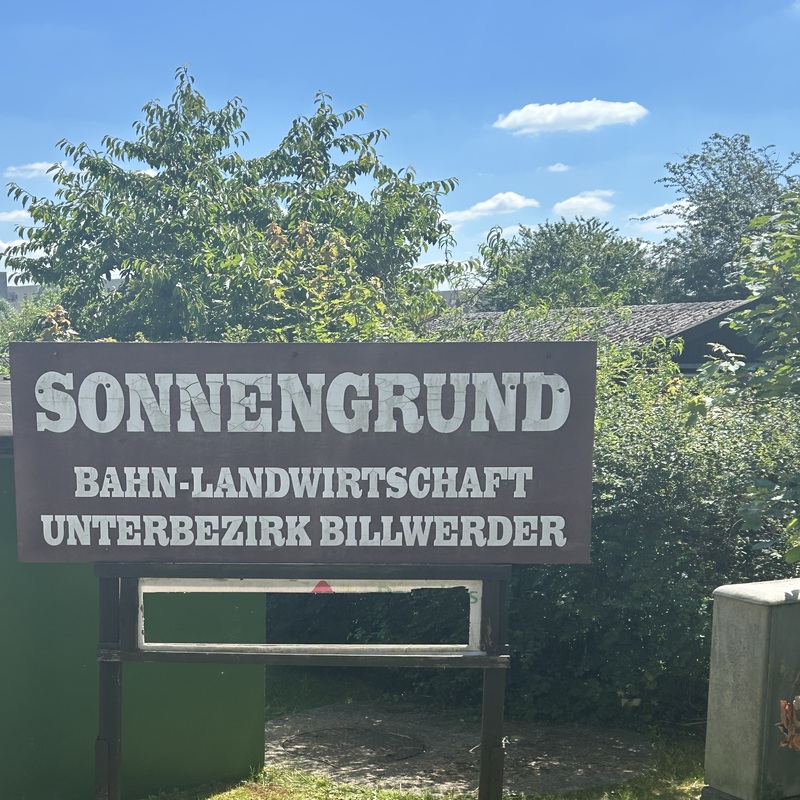 SONNENGRUND
BAHN-LANDWIRTSCHAFT
UNTERBEZIRK BILLWERDER